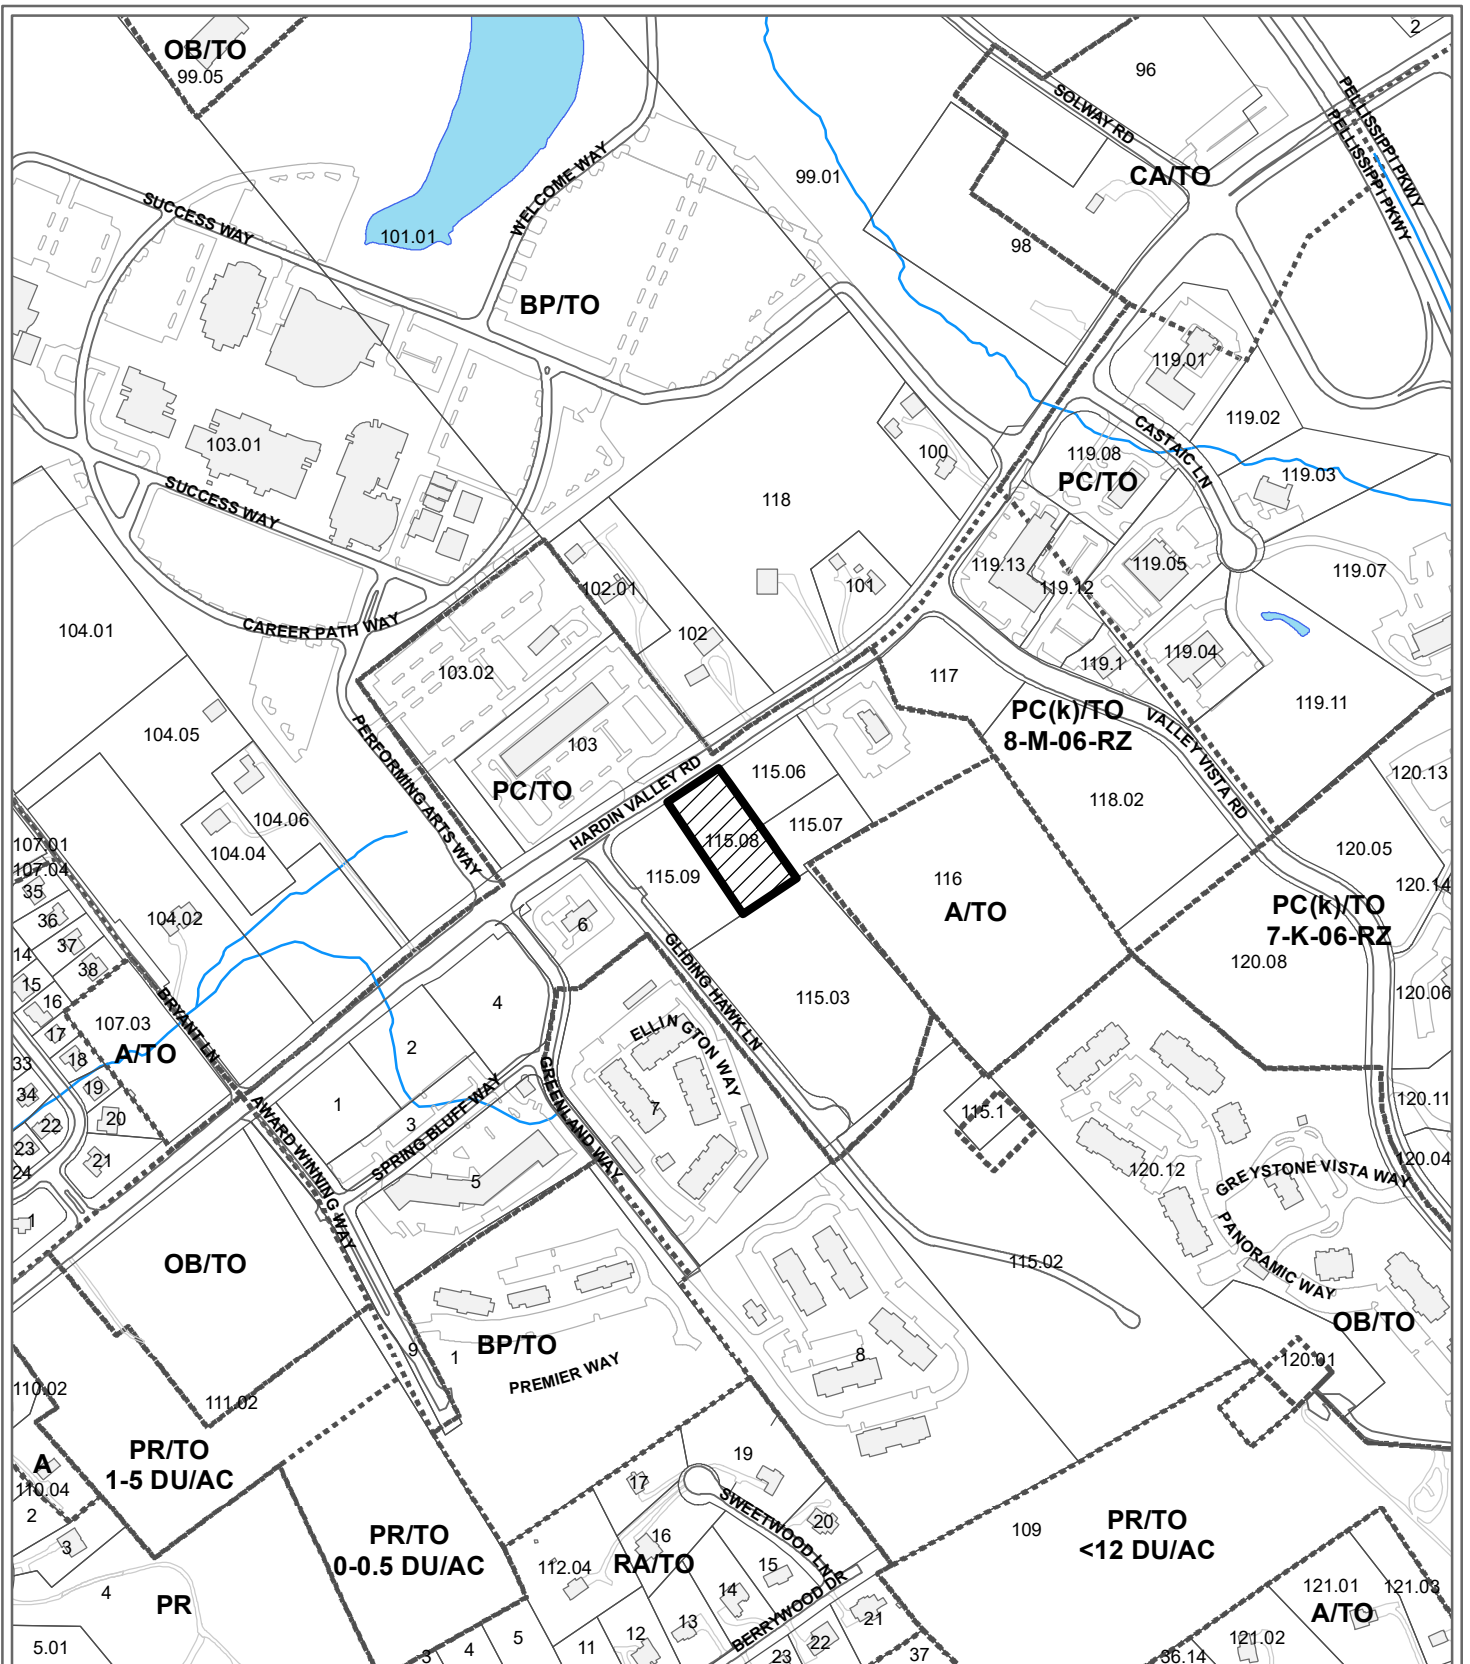 2
OB/TO
99.05
96
SOLWAY RD
PELLISSIPPI PKWY
PELLISSIPPI PKWY
CA/TO
99.01
98
SUCCESS WAY
WELCOME WAY
101.01
BP/TO
119.01
119.02
CASTAIC LN
103.01
100
119.08
PC/TO
119.03
SUCCESS WAY
118
119.13
119.12
119.05
119.07
101
102.01
102
CAREER PATH WAY
104.01
103.02
119.1
119.04
117
119.11
PC(k)/TO
8-M-06-RZ
VALLEY VISTA RD
104.05
PERFORMING ARTS WAY
103
PC/TO
HARDIN VALLEY RD
115.06
120.13
118.02
104.06
104.04
115.07
115.08
107.01
107.04
35
120.05
115.09
116
A/TO
120.14
PC(k)/TO
7-K-06-RZ
36
104.02
6
37
14
38
GLIDING HAWK LN
120.08
15
16
107.03
A/TO
BRYANT LN
4
115.03
120.06
17
ELLINGTON WAY
2
18
33
19
34
GREENLAND WAY
20
22
1
3
7
115.1
120.11
23
24
21
AWARD WINNING WAY
SPRING BLUFF WAY
5
120.12
120.04
GREYSTONE VISTA WAY
1
PANORAMIC WAY
OB/TO
115.02
OB/TO
BP/TO
9
1
8
120.01
PREMIER WAY
110.02
111.02
PR/TO
1-5 DU/AC
A
110.04
2
3
19
17
SWEETWOOD LN
20
16
109
PR/TO
<12 DU/AC
PR/TO
0-0.5 DU/AC
112.04
RA/TO
15
14
BERRYWOOD DR
4
PR
121.01
121.03
A/TO
21
13
12
22
5.01
3
4
5
11
23
37
36.14
121.02